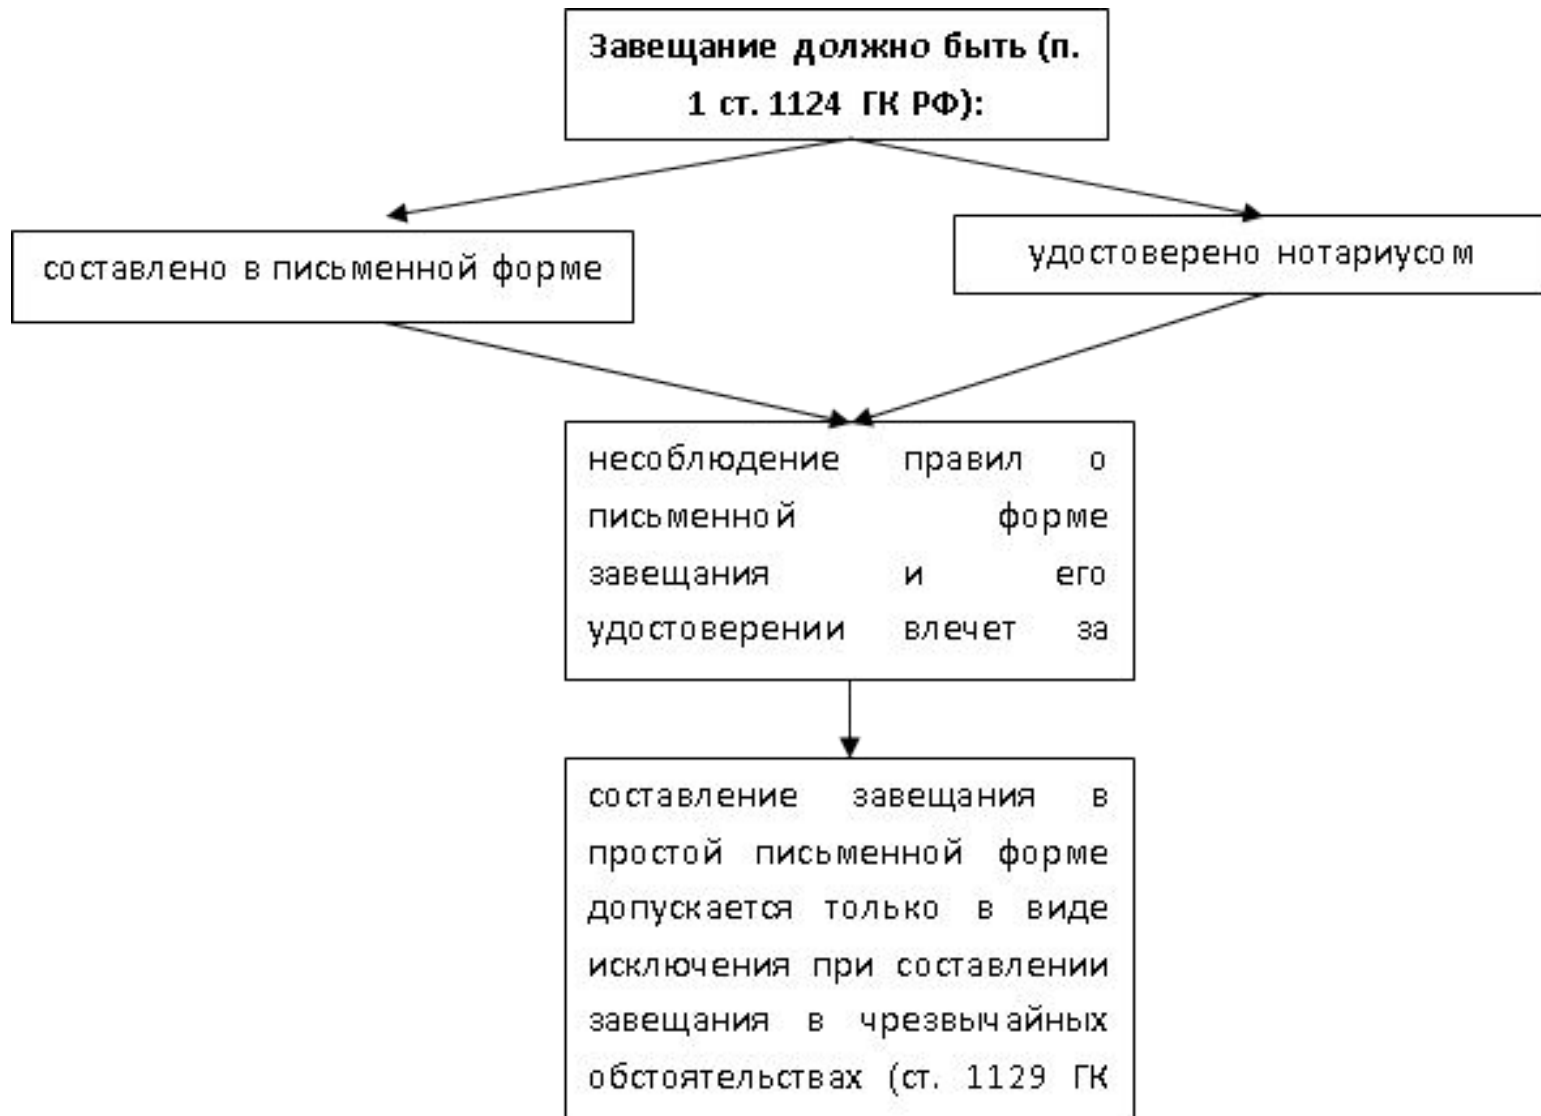 Завещание должно быть (п.
1 ст. 1124 ГК РФ):
составлено в письменной форме
удостоверено нотариусом
несоблюдение правил о
письменной форме
завещания и его
удостоверении влечет за
составление завещания в
простой письменной форме
допускается только в виде
исключения при составлении
завещания в чрезвычайных
обстоятельствах (ст. 1129 ГК